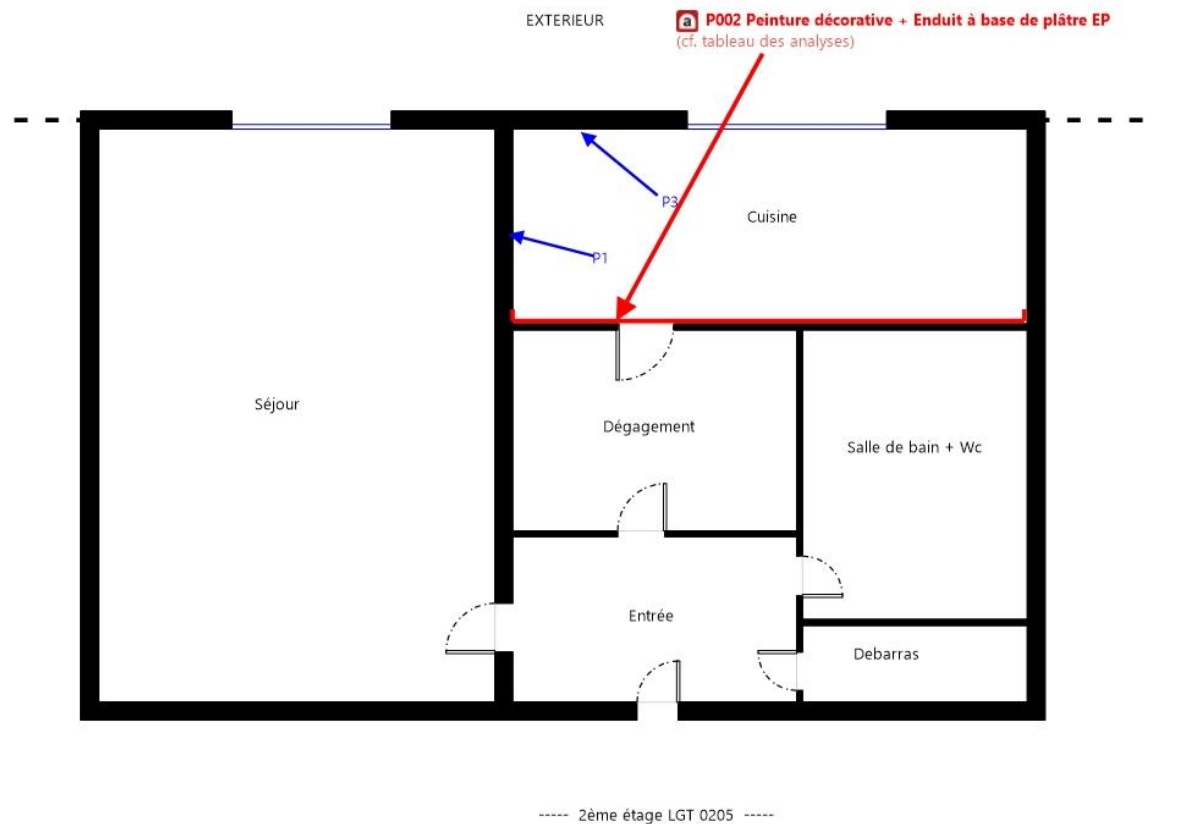 EXTERIEUR
a P002 Peinture décorative + Enduit à base de plâtre EP
(cf. tableau des analyses)
P3
Cuisine
P1
Séjour
Dégagement
Salle de bain + Wc
Entrée
Debarras
----- 2ème étage LGT 0205 -----